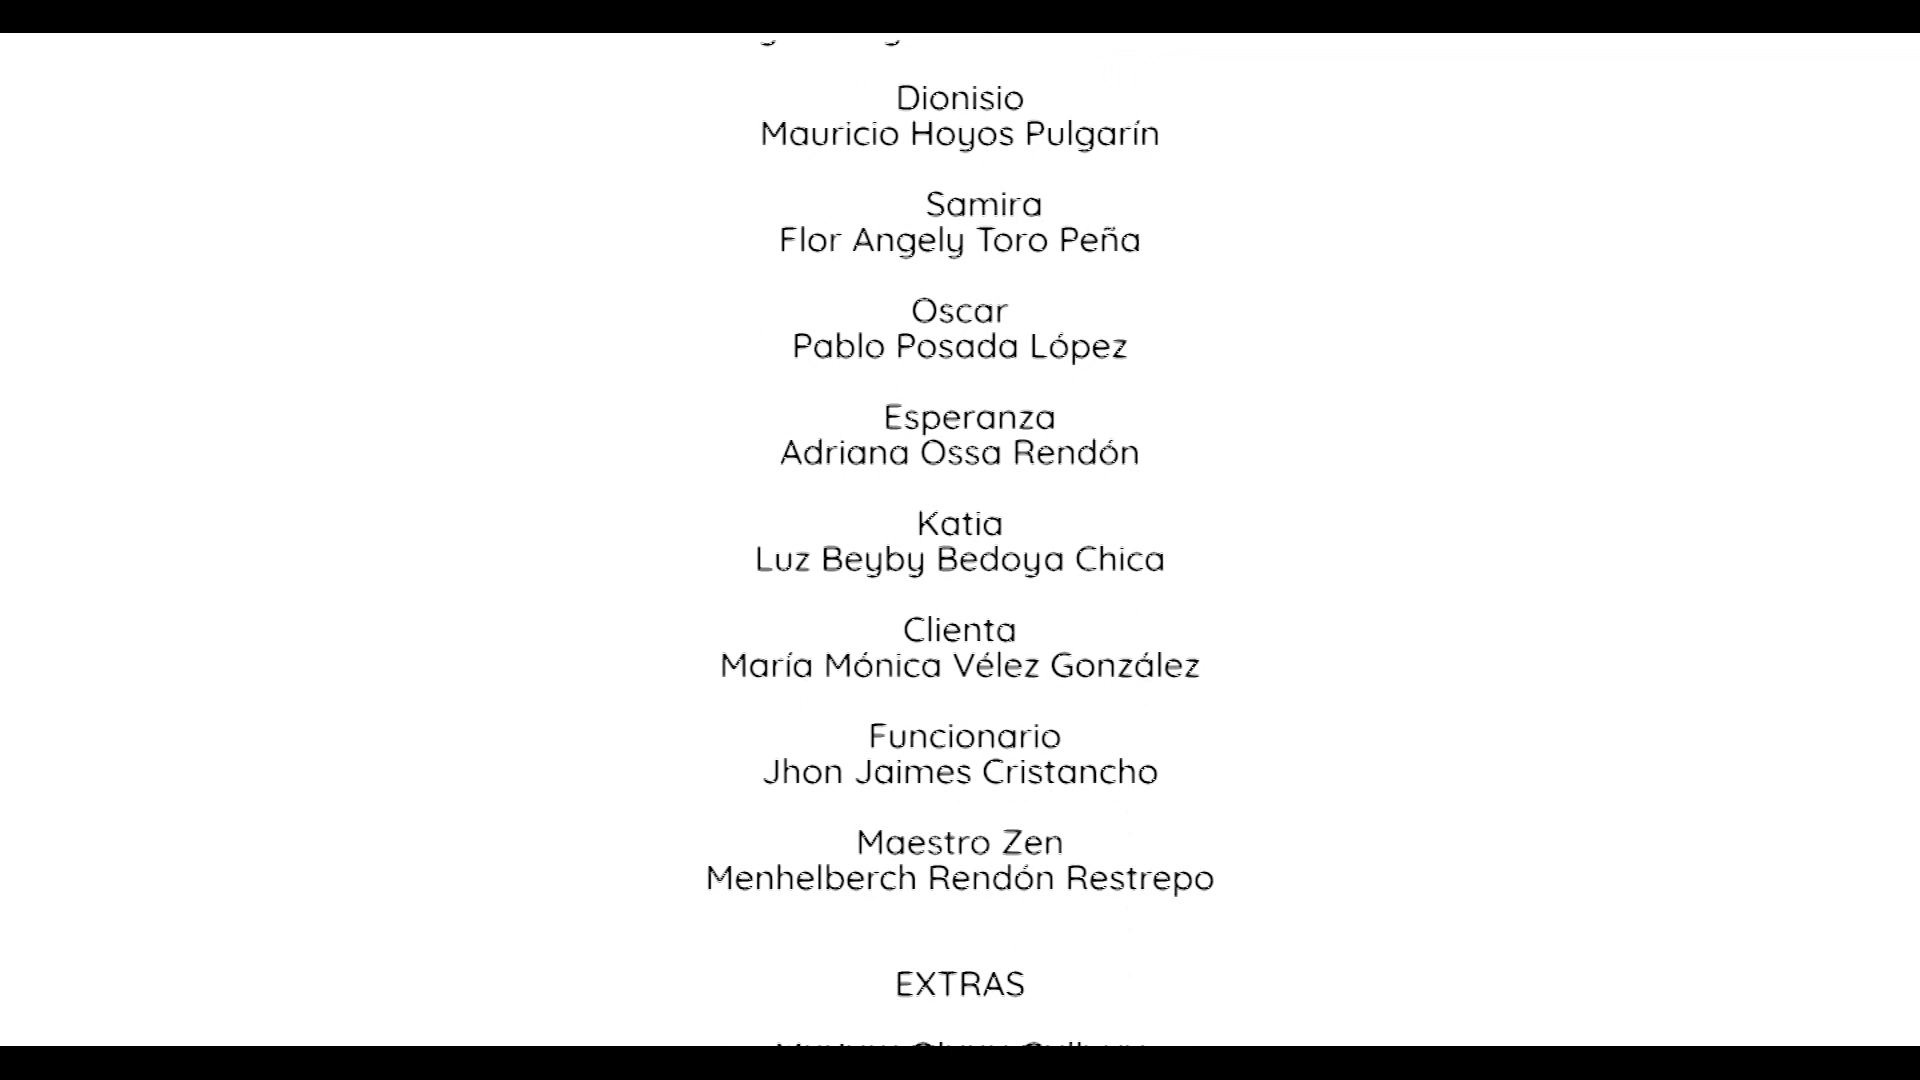 Dionisio
Mauricio Hoyos Pulgarín
Samira
Flor Angely Toro Peña
Oscar
Pablo Posada López
Esperanza
Adriana Ossa Rendón
Katia
Luz Beyby Bedoya Chica
Clienta
María Mónica Vélez González
Funcionario
Jhon Jaimes Cristancho
Maestro Zen
Menhelberch Rendón Restrepo
EXTRAS